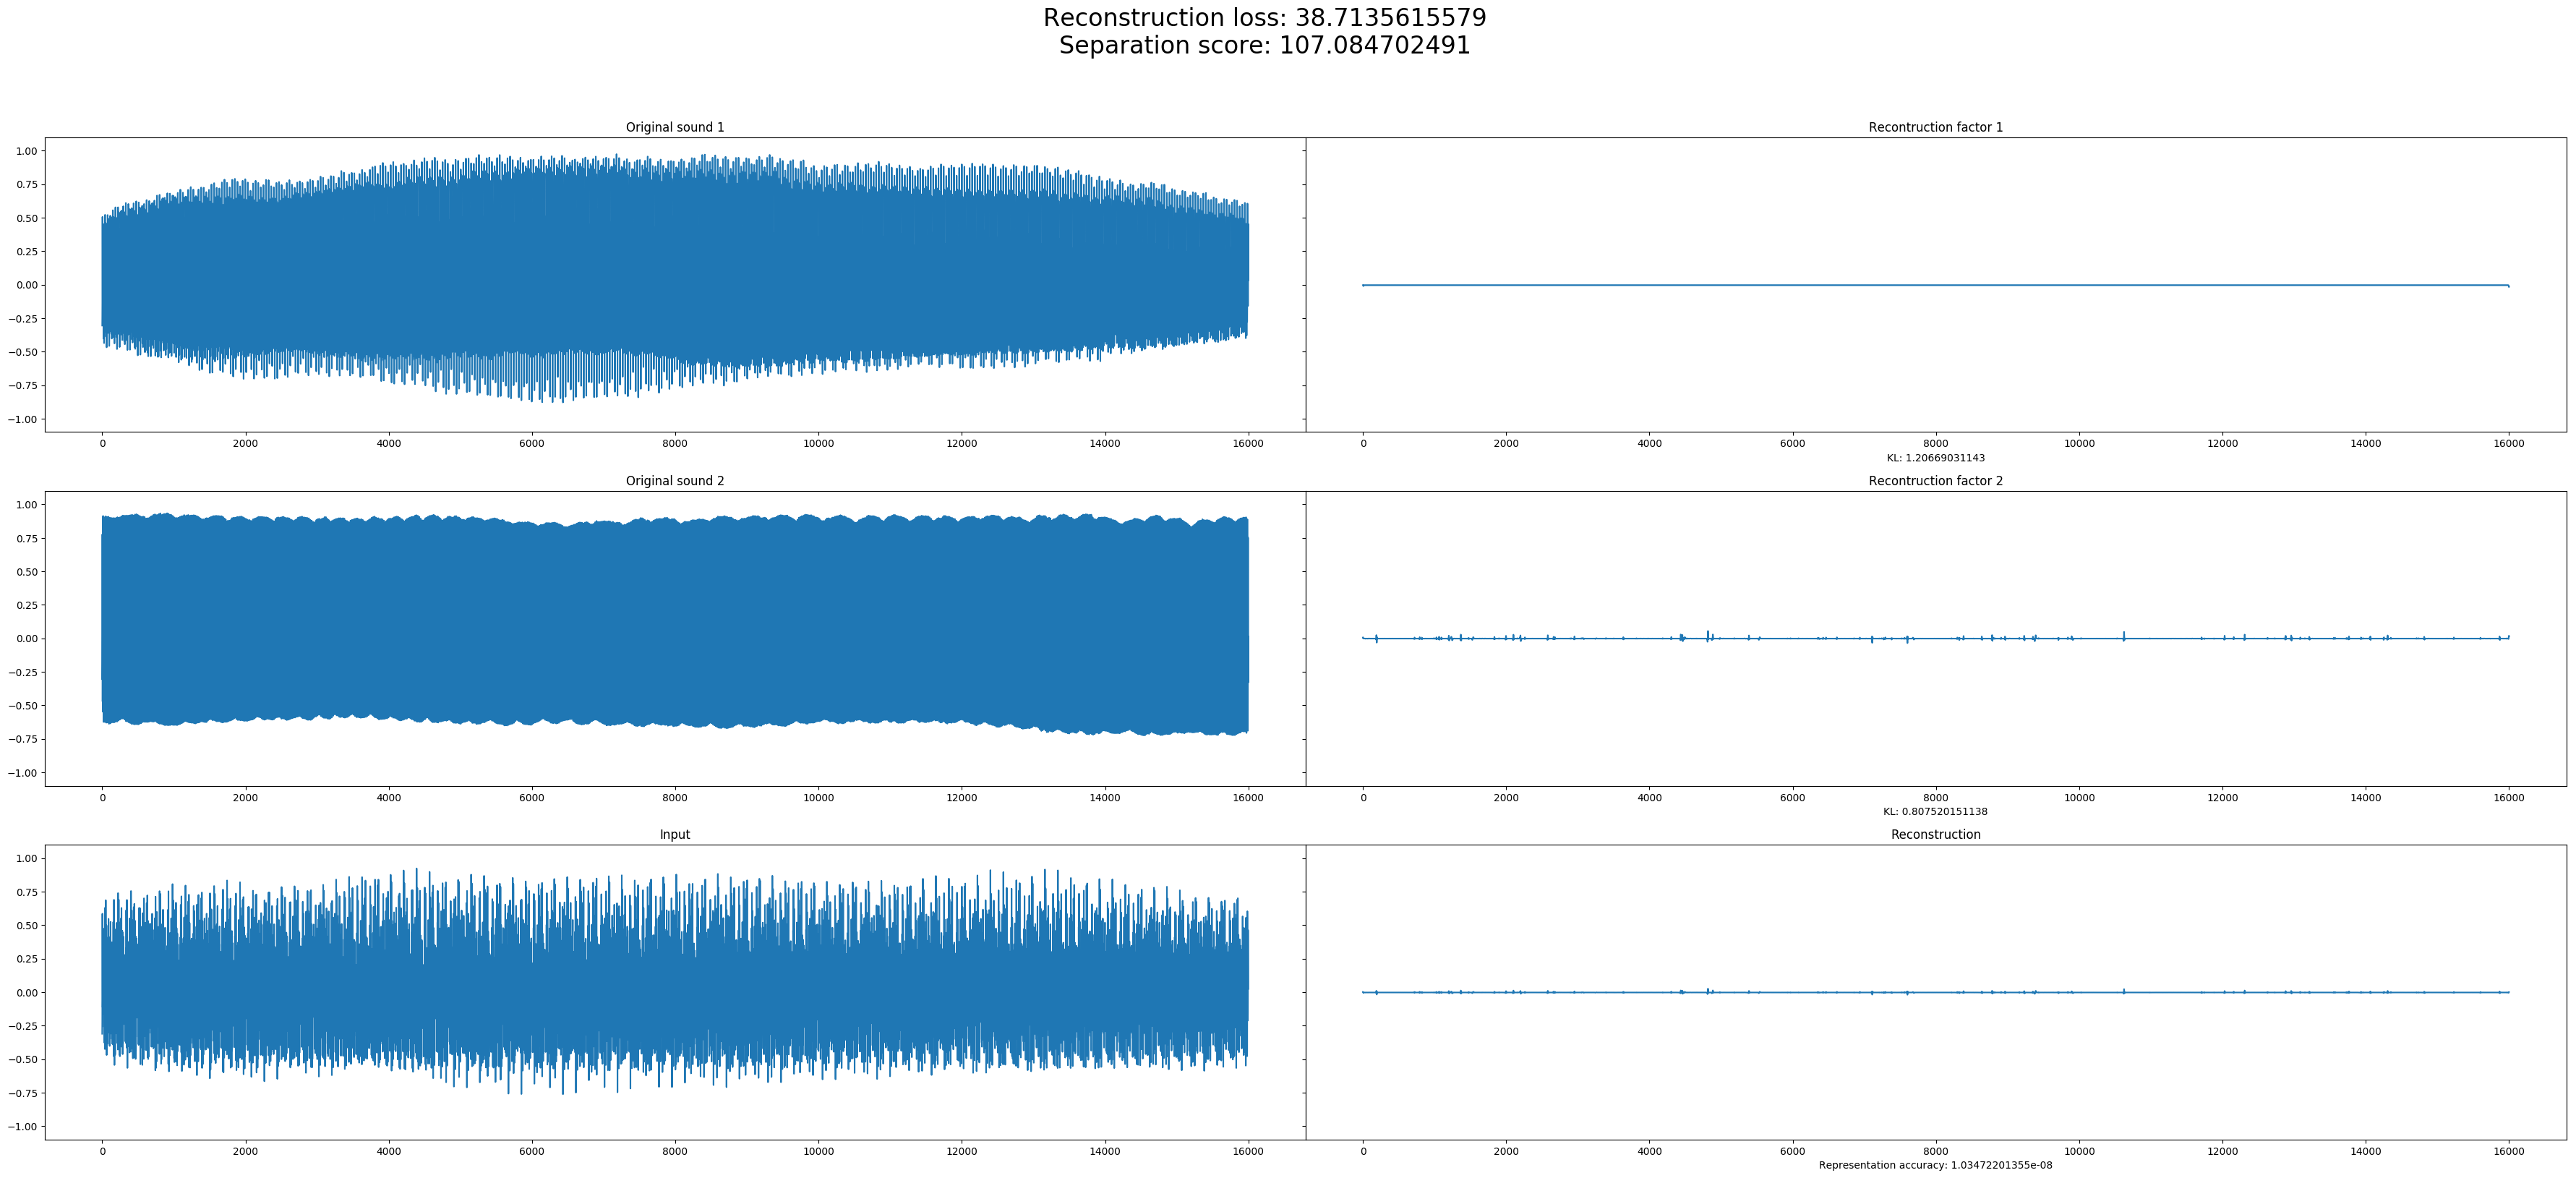 Reconstruction loss: 38.7135615579
Separation score: 107.084702491
Original sound 1
Recontruction factor 1
1.00
0.75
0.50
0.25
0.00
−0.25
−0.50
−0.75
−1.00
0 2000 4000 6000 8000 10000 12000 14000 16000
0 2000 4000 6000 8000 10000 12000 14000 16000
KL: 1.20669031143
Original sound 2
Recontruction factor 2
1.00
0.75
0.50
0.25
0.00
−0.25
−0.50
−0.75
−1.00
0 2000 4000 6000 8000 10000 12000 14000 16000
0 2000 4000 6000 8000 10000 12000 14000 16000
KL: 0.807520151138
Input
Reconstruction
1.00
0.75
0.50
0.25
0.00
−0.25
−0.50
−0.75
−1.00
0 2000 4000 6000 8000 10000 12000 14000 16000
0 2000 4000 6000 8000 10000 12000 14000 16000
Representation accuracy: 1.03472201355e-08